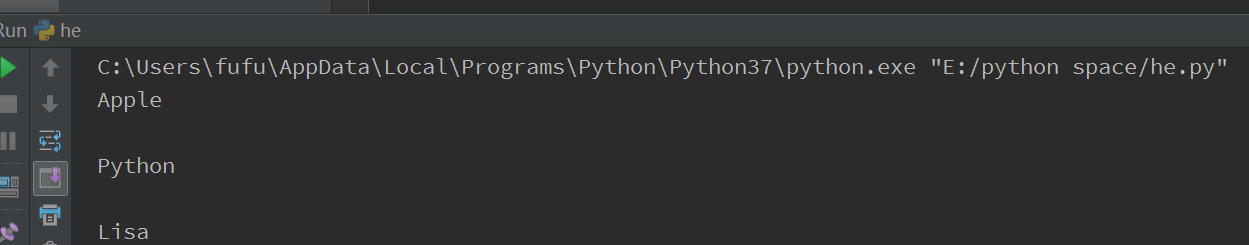 Run he
C:\Users\fufu\AppData\Local\Programs\Python\Python37\python.exe "E:/python space/he.py"
Apple
Python
Lisa